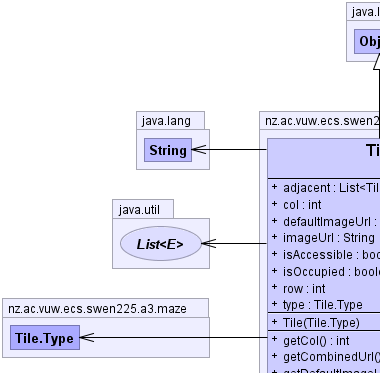 java.l
Obj
java.lang
String
nz.ac.vuw.ecs.swen22
Til
java.util
List<E>
+ adjacent : List<Til
+ col : int
+ defaultImageUrl :
+ imageUrl : String
+ isAccessible : boo
+ isOccupied : boole
+ row : int
+ type : Tile.Type
nz.ac.vuw.ecs.swen225.a3.maze
Tile.Type
+ Tile(Tile.Type)
+ getCol() : int
+ getCombinedUrl()
+ getDefaultImageU